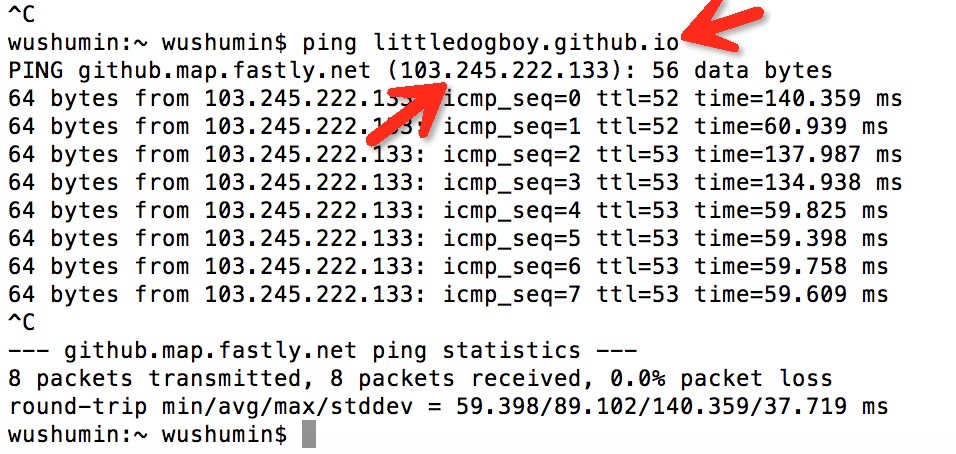 ^C
wushumin:~ wushumin$ ping littledogboy.github.io
PING github.map.fastly.net (103.245.222.133): 56 data bytes
64 bytes from 103.245.222.133: icmp_seq=0 ttl=52 time=140.359 ms
64 bytes from 103.245.222.133: icmp_seq=1 ttl=52 time=60.939 ms
64 bytes from 103.245.222.133: icmp_seq=2 ttl=53 time=137.987 ms
64 bytes from 103.245.222.133: icmp_seq=3 ttl=53 time=134.938 ms
64 bytes from 103.245.222.133: icmp_seq=4 ttl=53 time=59.825 ms
64 bytes from 103.245.222.133: icmp_seq=5 ttl=53 time=59.398 ms
64 bytes from 103.245.222.133: icmp_seq=6 ttl=53 time=59.758 ms
64 bytes from 103.245.222.133: icmp_seq=7 ttl=53 time=59.609 ms
^C
--- github.map.fastly.net ping statistics ---
8 packets transmitted, 8 packets received, 0.0% packet loss
round-trip min/avg/max/stddev = 59.398/89.102/140.359/37.719 ms
wushumin:~ wushumin$